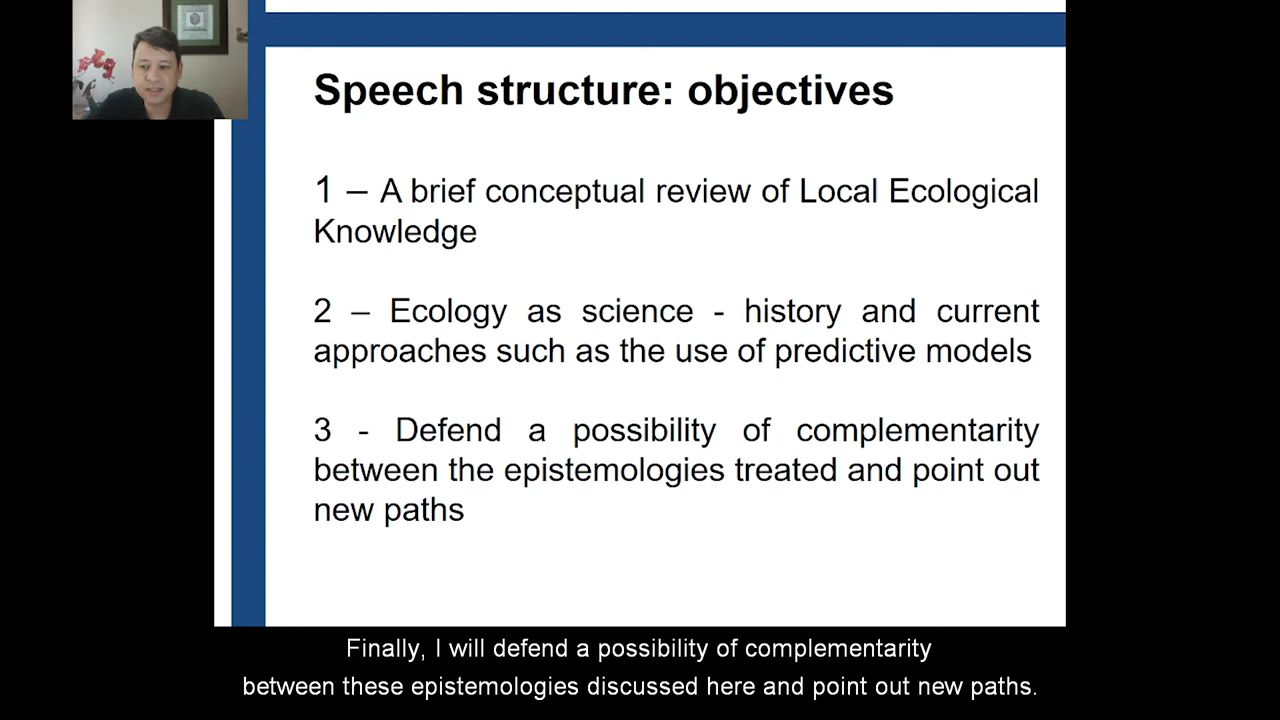 Speech structure: objectives
1 – A brief conceptual review of Local Ecological
Knowledge
2 – Ecology as science - history and current
approaches such as the use of predictive models
3 - Defend a possibility of complementarity
between the epistemologies treated and point out
new paths
Finally, I will defend a possibility of complementarity
between these epistemologies discussed here and point out new paths.